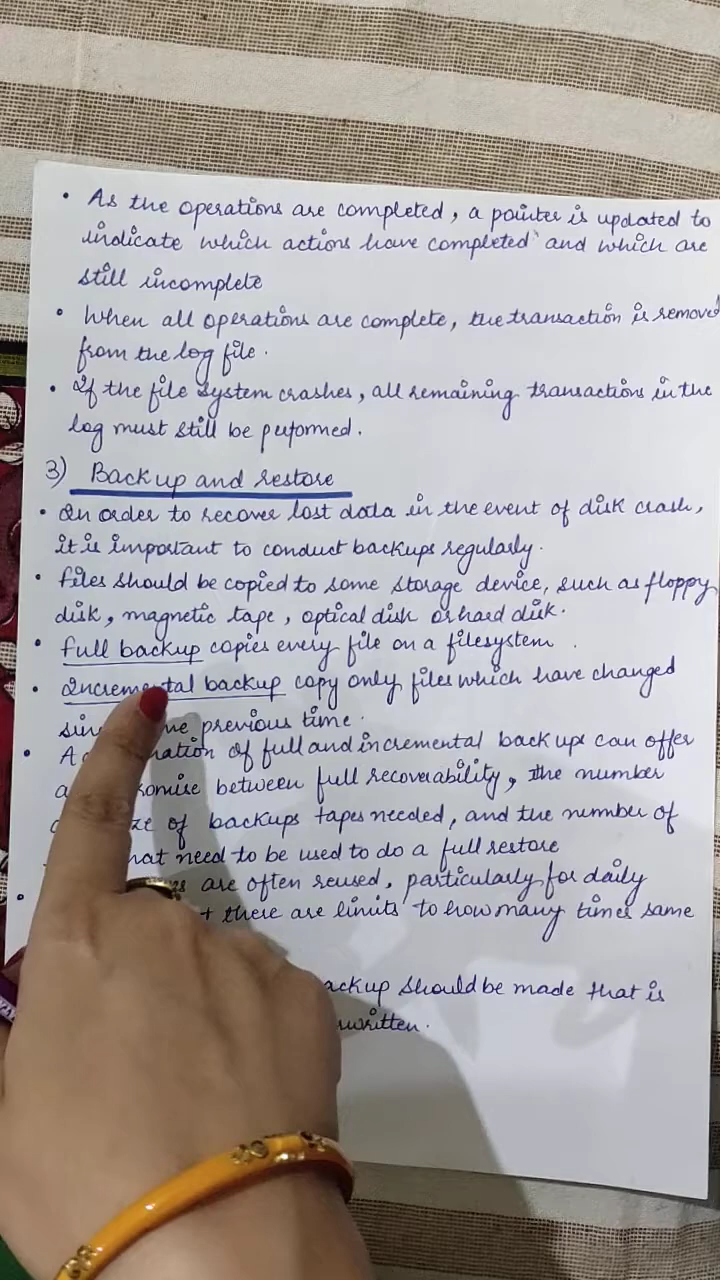 • As the operations are completed, a pointer is updated to
indicate which actions have completed and which are
still incomplete
• When all operations are complete, the transaction is remove
from the log file.
• If the file system crashes, all remaining transactions in the
log must still be performed.
3) Backup and restore
• In order to recover lost data in the event of disk crash,
it is important to conduct backups regularly.
• files should be copied to some storage device, such as floppy
disk, magnetic tape, optical disk or hard disk.
• full backup copies every file on a filesystem.
• Incremental backup copy only files which have changed
previous time.
• A of full and incremental backups can offer
a between full recoverability, the number
of backups tapes needed, and the number of
need to be used to do a full restore
• are often reused, particularly for daily
there are limits to how many times same
backup should be made that is